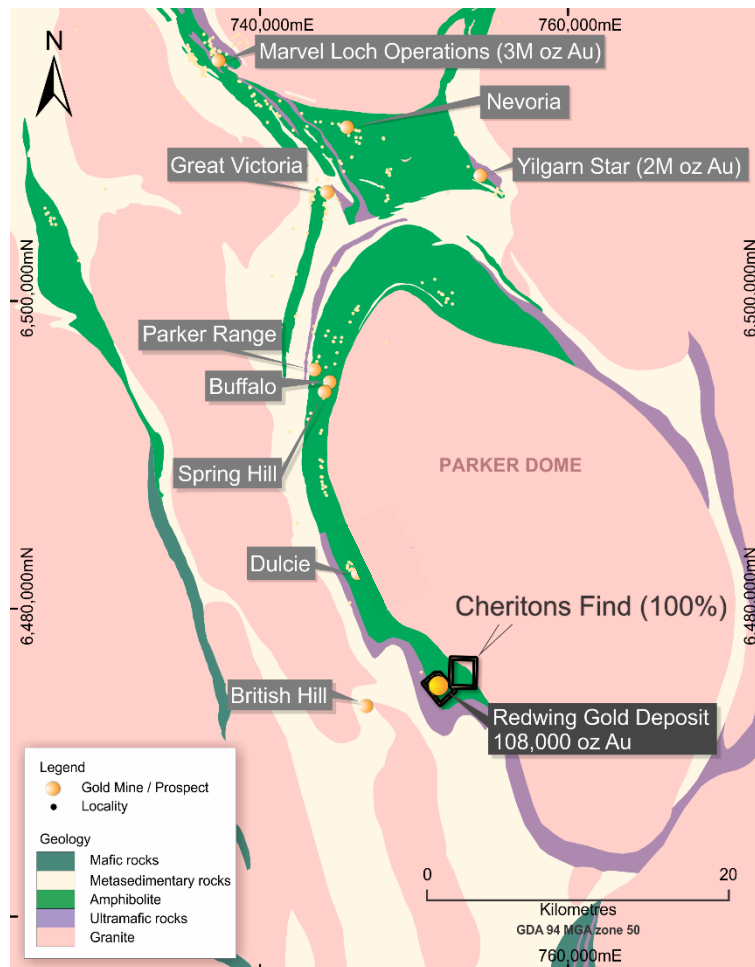 740,000mE
760,000mE
N
Marvel Loch Operations (3M oz Au)
Nevoria
Great Victoria
Yilgarn Star (2M oz Au)
6,500,000mN
6,500,000mN
Parker Range
Buffalo
PARKER DOME
Spring Hill
Dulcie
6,480,000mN
6,480,000mN
Cheritons Find (100%)
British Hill
Redwing Gold Deposit
108,000 oz Au
Legend
Gold Mine / Prospect
Locality
Geology
Mafic rocks
Metasedimentary rocks
Amphibolite
Ultramafic rocks
Granite
0
20
Kilometres
GDA 94 MGA zone 50
760,000mE